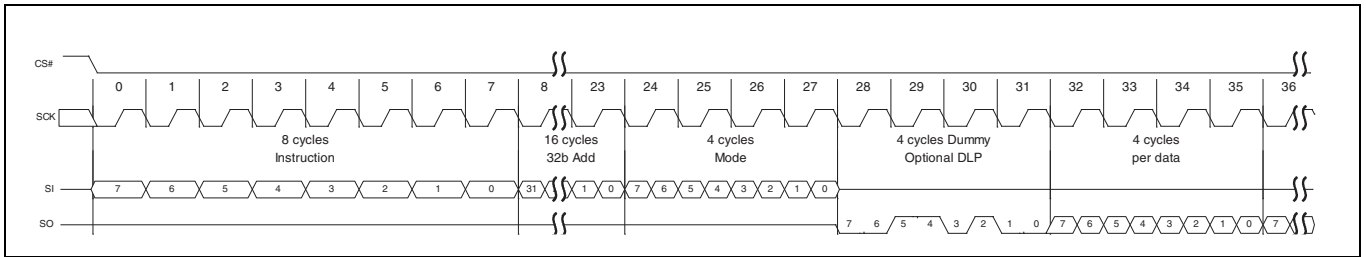 CS#
0 1 2 3 4 5 6 7 8 23 24 25 26 27 28 29 30 31 32 33 34 35 36
SCK
8 cycles 16 cycles 4 cycles 4 cycles Dummy 4 cycles
Instruction 32b Add Mode Optional DLP per data
SI 7 6 5 4 3 2 1 0 31 1 0 7 6 5 4 3 2 1 0
SO 7 6 5 4 3 2 1 0 7 6 5 4 3 2 1 0 7